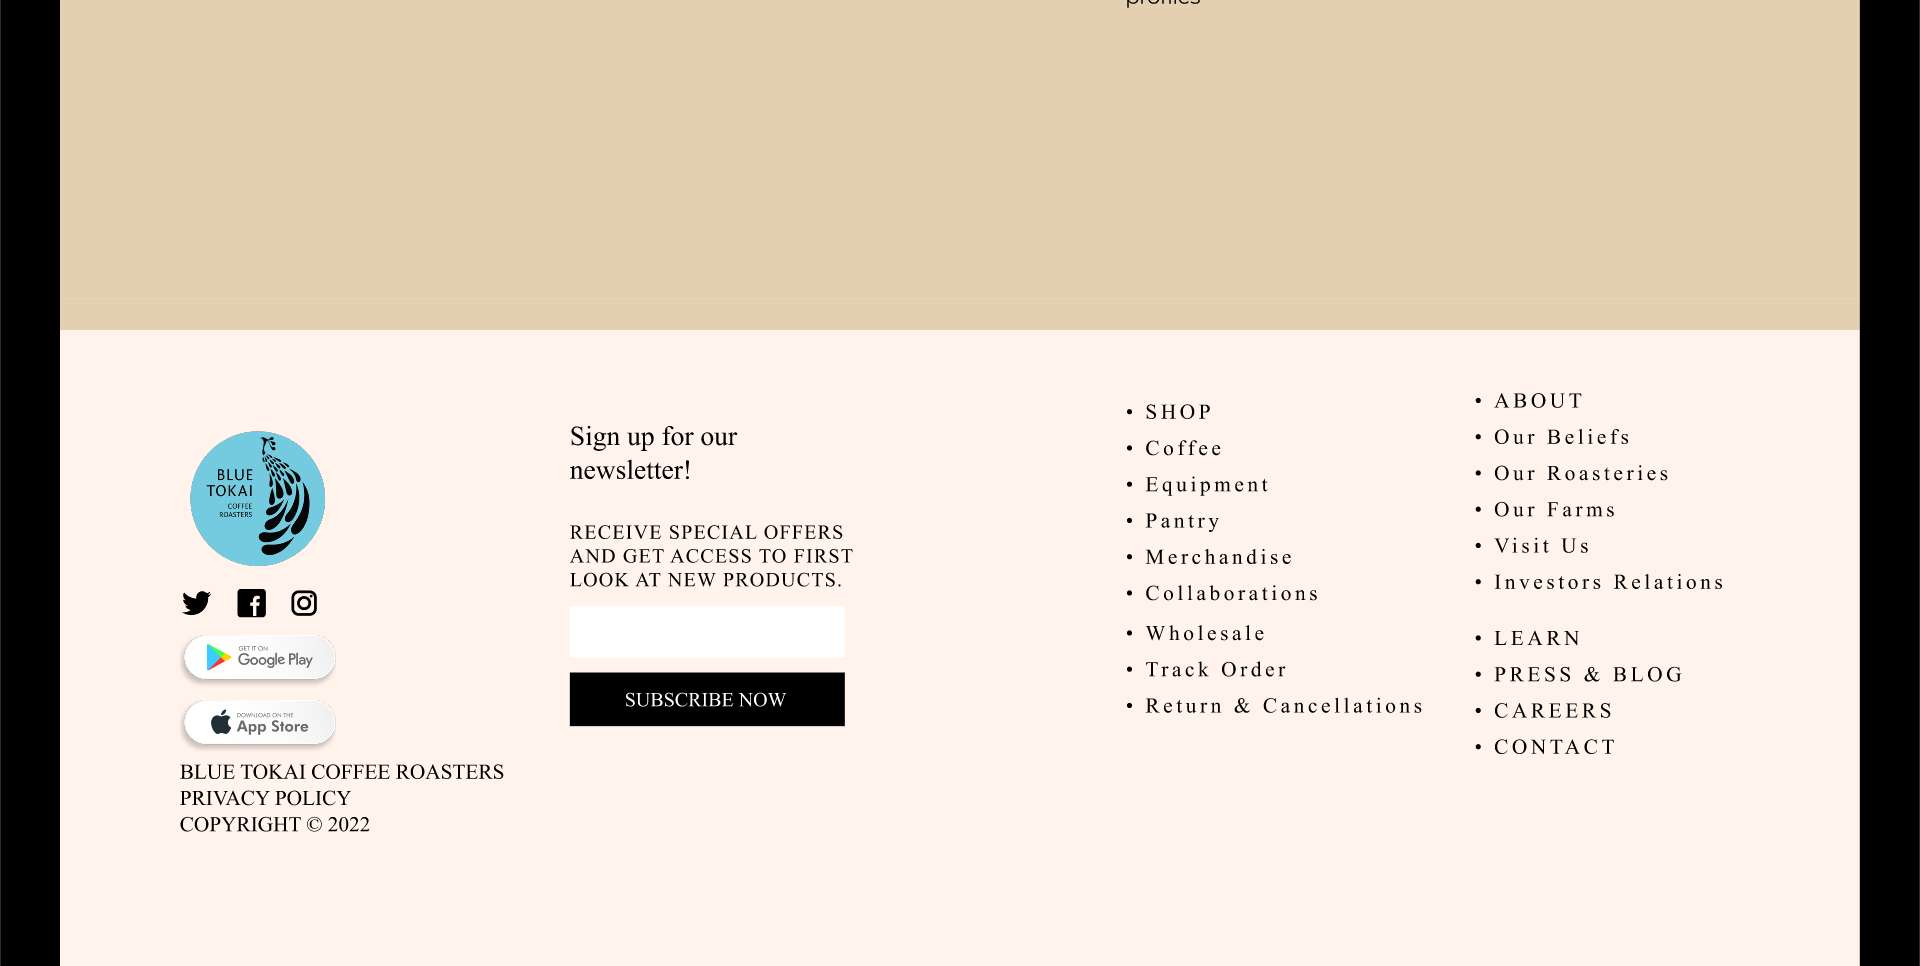 BLUE
TOKAI
COFFEE
ROASTERS
GET IT ON
Google Play
DOWNLOAD ON THE
App Store
BLUE TOKAI COFFEE ROASTERS
PRIVACY POLICY
COPYRIGHT © 2022
Sign up for our
newsletter!
RECEIVE SPECIAL OFFERS
AND GET ACCESS TO FIRST
LOOK AT NEW PRODUCTS.
SUBSCRIBE NOW
• SHOP
• Coffee
• Equipment
• Pantry
• Merchandise
• Collaborations
• Wholesale
• Track Order
• Return & Cancellations
• ABOUT
• Our Beliefs
• Our Roasteries
• Our Farms
• Visit Us
• Investors Relations
• LEARN
• PRESS & BLOG
• CAREERS
• CONTACT